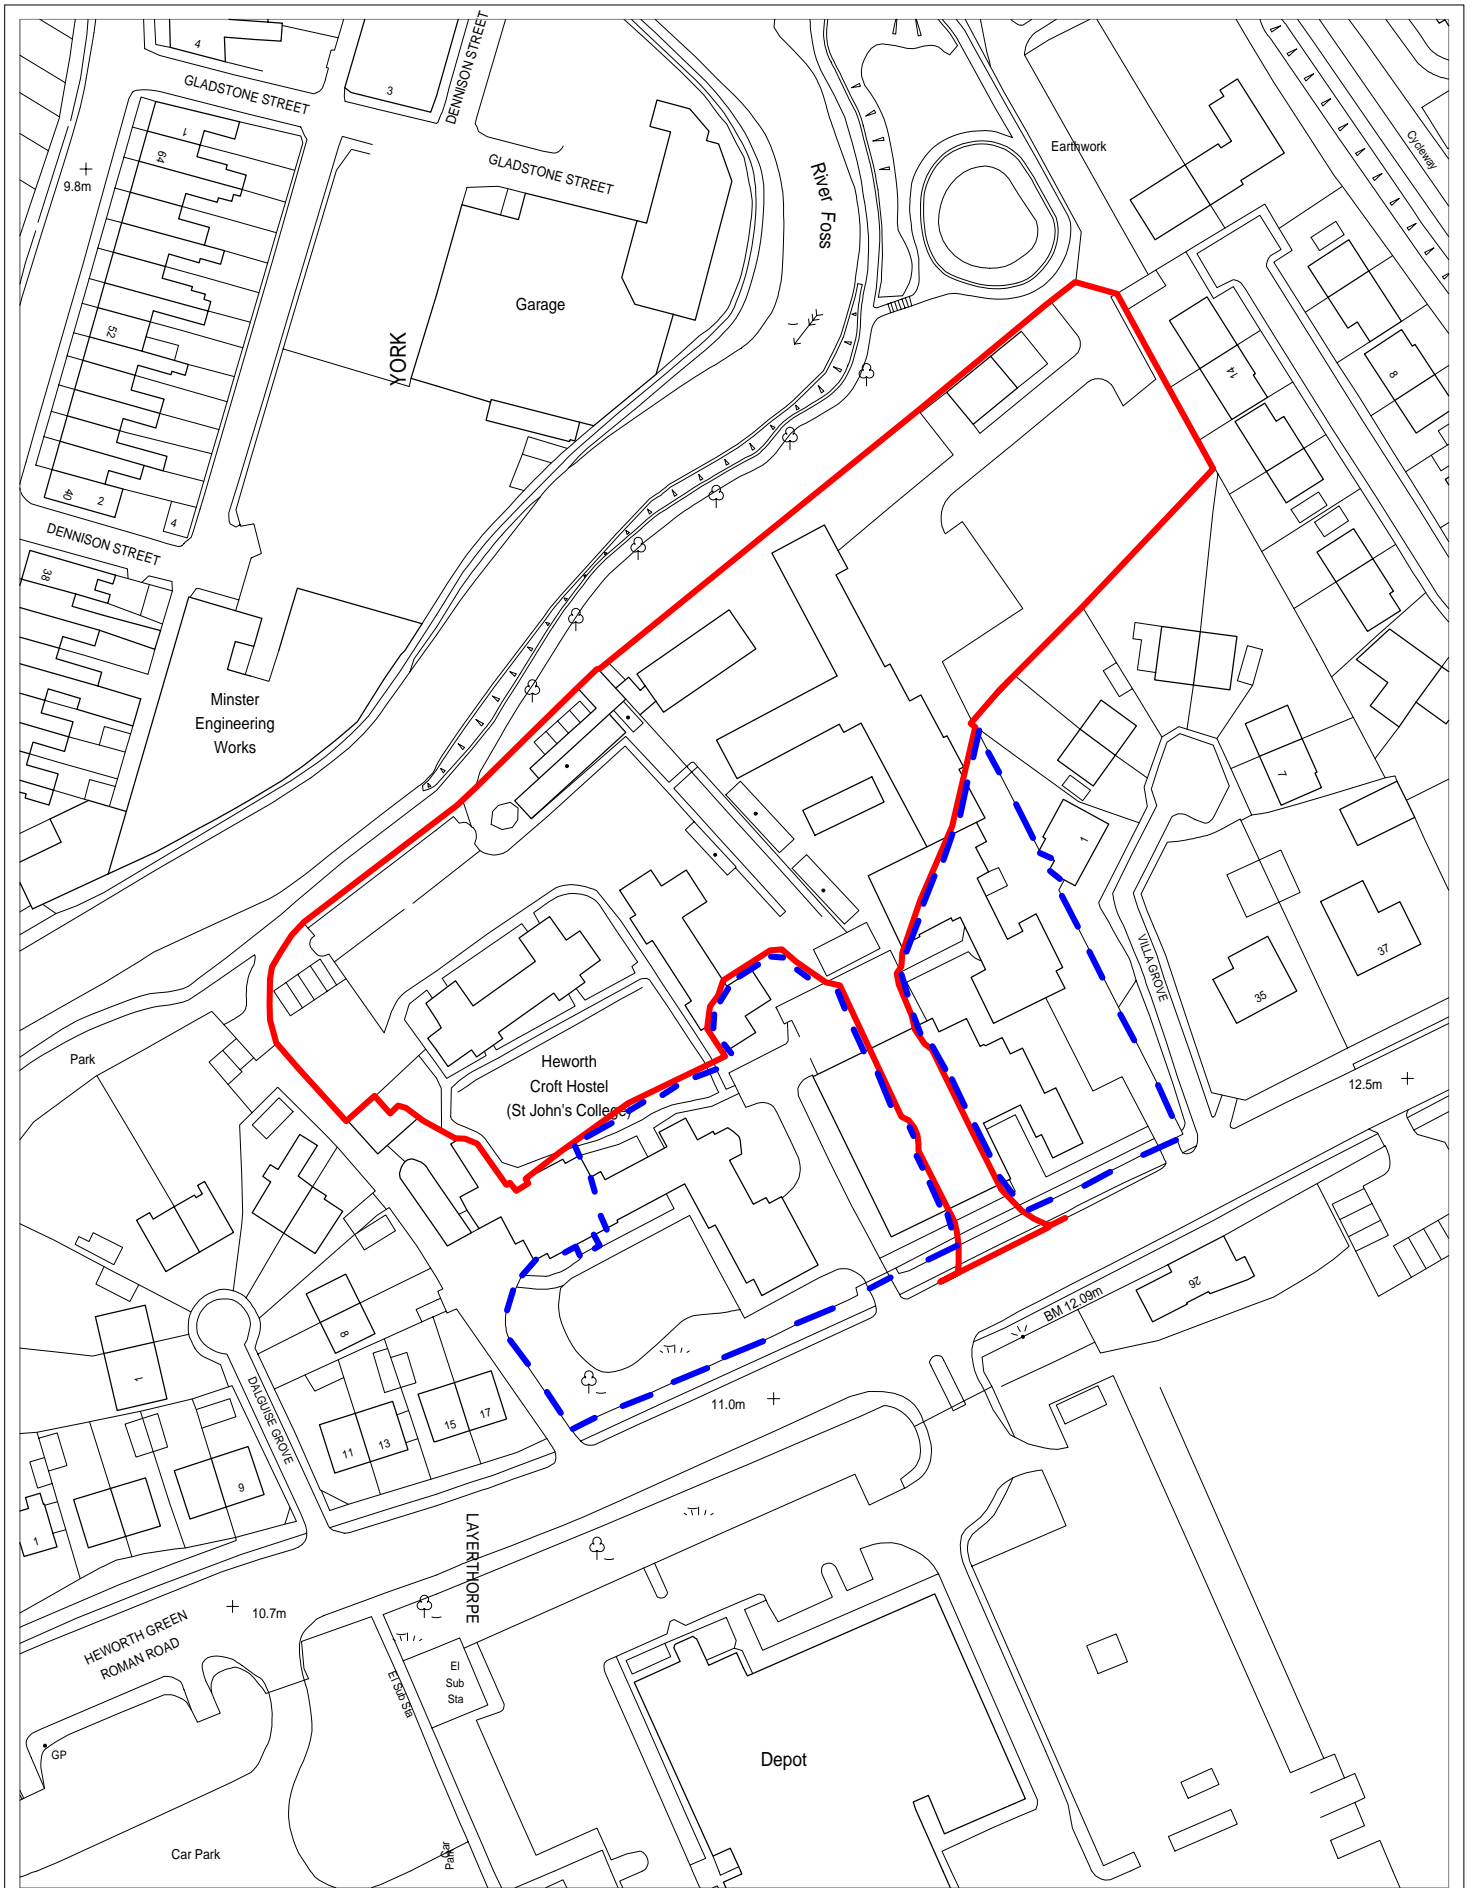 4
GLADSTONE STREET
3
DENNISON STREET
GLADSTONE STREET
Earthwork
Cycleway
1
64
9.8m
River Foss
Garage
52
YORK
14
8
40
2
4
DENNISON STREET
38
Minster
Engineering
Works
7
1
VILLA GROVE
37
35
Park
Heworth
Croft Hostel
(St John's College)
12.5m
26
BM 12.09m
8
1
DALGUISE GROVE
11.0m
11
13
15
17
9
1
LAYERTHORPE
10.7m
HEWORTH GREEN
ROMAN ROAD
El
Sub
Sta
El Sub Sta
GP
Depot
Car Park